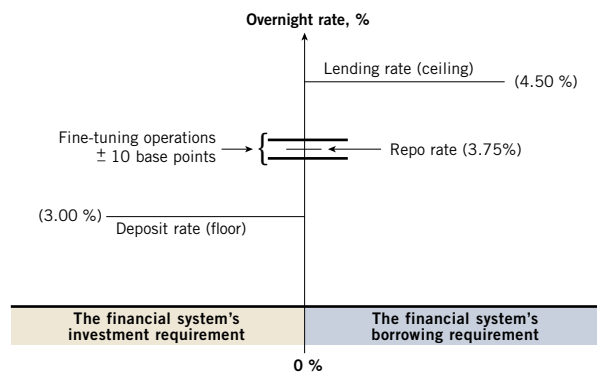 Overnight rate, %
Lending rate (ceiling)
(4.50 %)
Fine-tuning operations
± 10 base points
Repo rate (3.75%)
(3.00 %)
Deposit rate (floor)
The financial system's
investment requirement
The financial system's
borrowing requirement
0 %